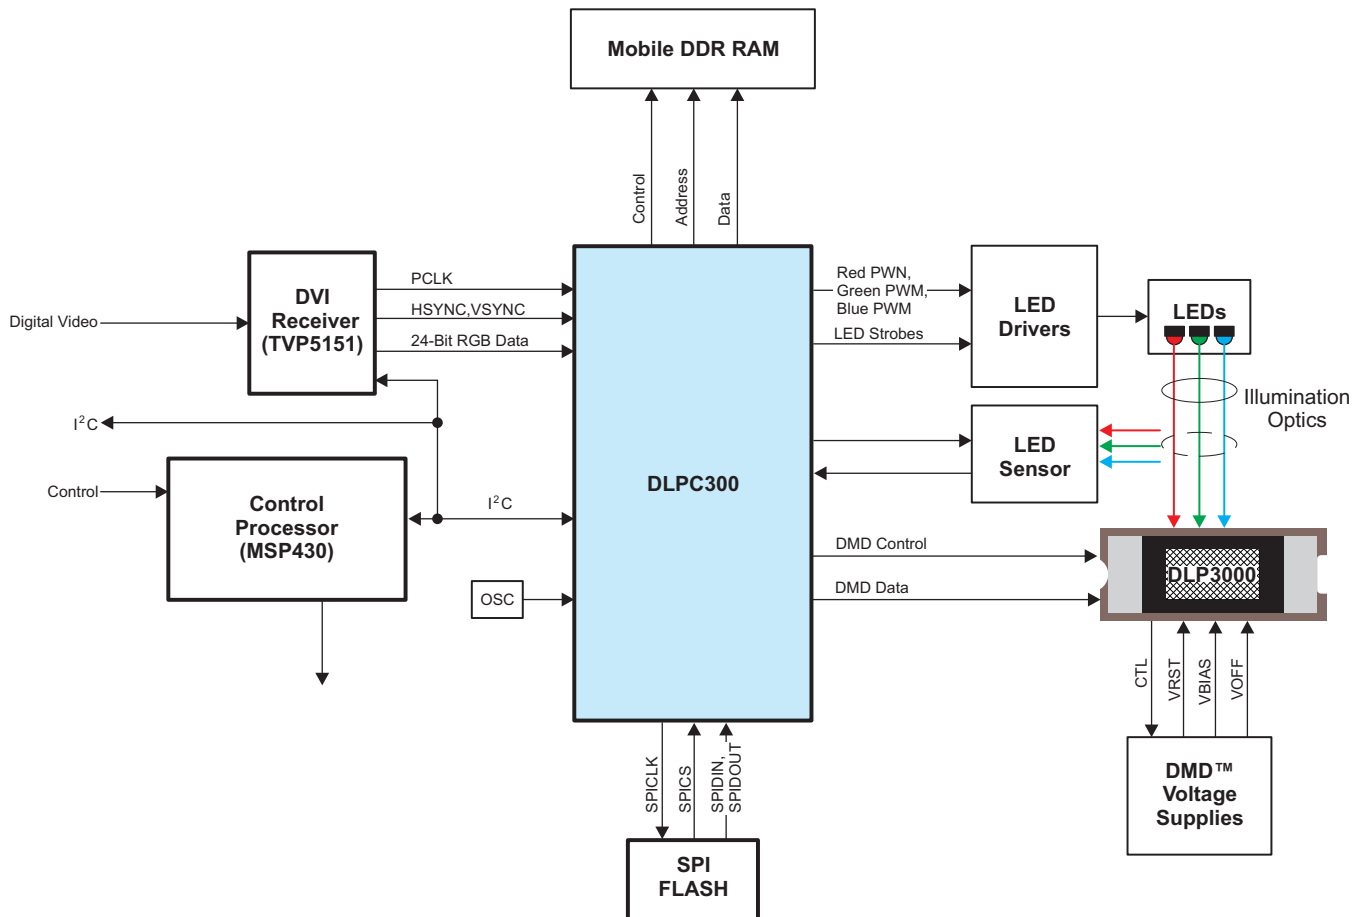 Mobile DDR RAM
Control
Address
Data
DVI
Receiver
(TVP5151)
Digital Video
PCLK
HSYNC,VSYNC
24-Bit RGB Data
I²C
Control
Control
Processor
(MSP430)
I²C
OSC
DLPC300
Red PWN,
Green PWM,
Blue PWM
LED Strobes
LED
Drivers
LEDs
Illumination
Optics
LED
Sensor
DMD Control
DMD Data
DLP3000
CTL
VRST
VBIAS
VOFF
DMD™
Voltage
Supplies
SPICLK
SPICS
SPIDIN,
SPIDOUT
SPI
FLASH